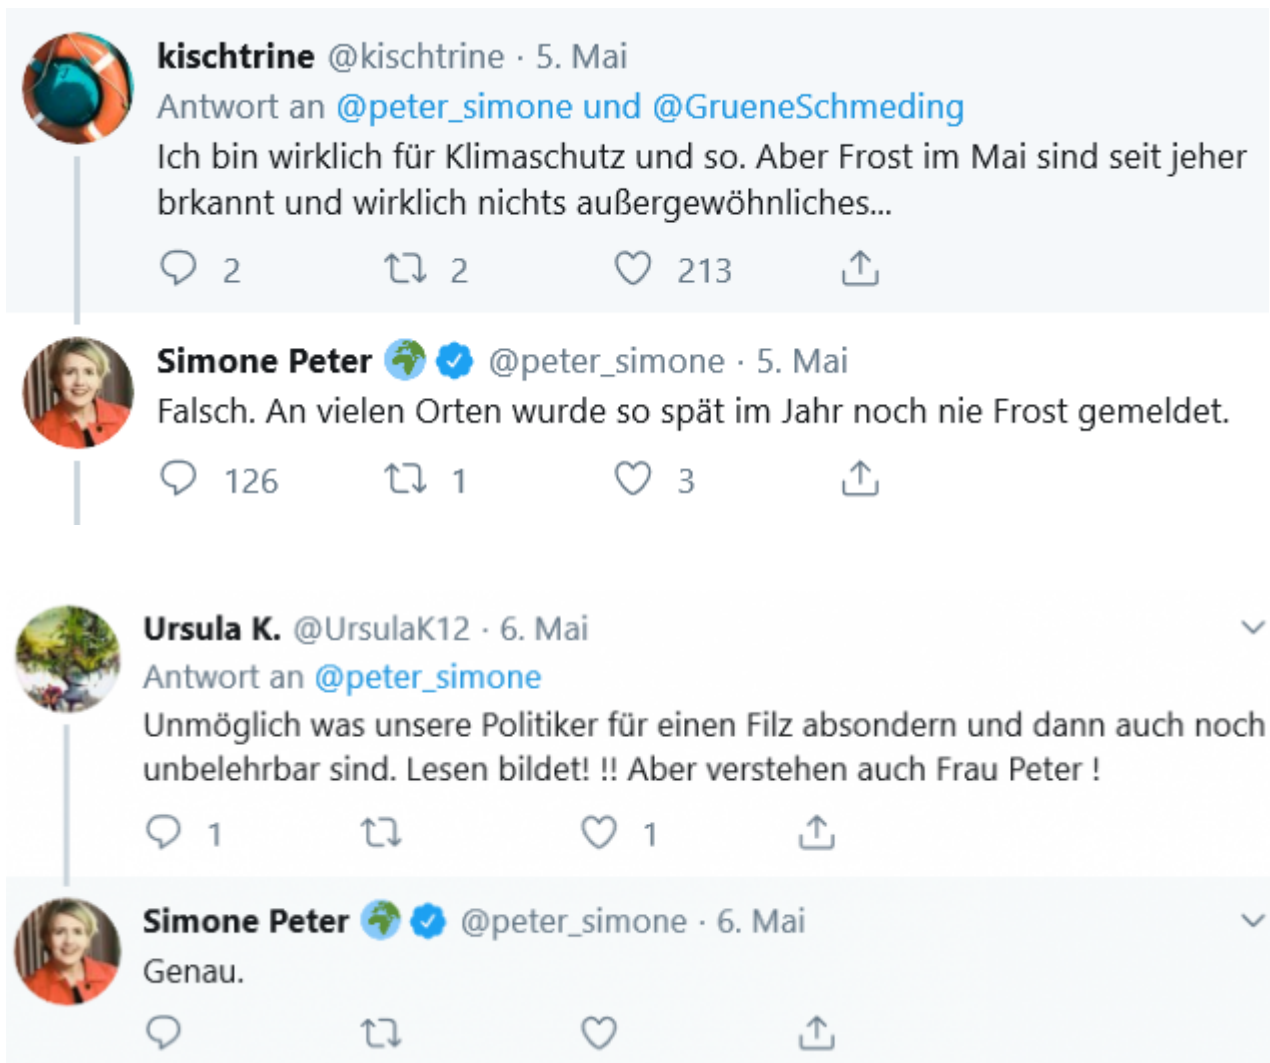 kischtrine @kischtrine · 5. Mai
Antwort an @peter_simone und @GrueneSchmeding
Ich bin wirklich für Klimaschutz und so. Aber Frost im Mai sind seit jeher
brkannt und wirklich nichts außergewöhnliches...
2 2 213
Simone Peter @peter_simone · 5. Mai
Falsch. An vielen Orten wurde so spät im Jahr noch nie Frost gemeldet.
126 1 3
Ursula K. @UrsulaK12 · 6. Mai
Antwort an @peter_simone
Unmöglich was unsere Politiker für einen Filz absondern und dann auch noch
unbelehrbar sind. Lesen bildet! !! Aber verstehen auch Frau Peter !
1 1
Simone Peter @peter_simone · 6. Mai
Genau.